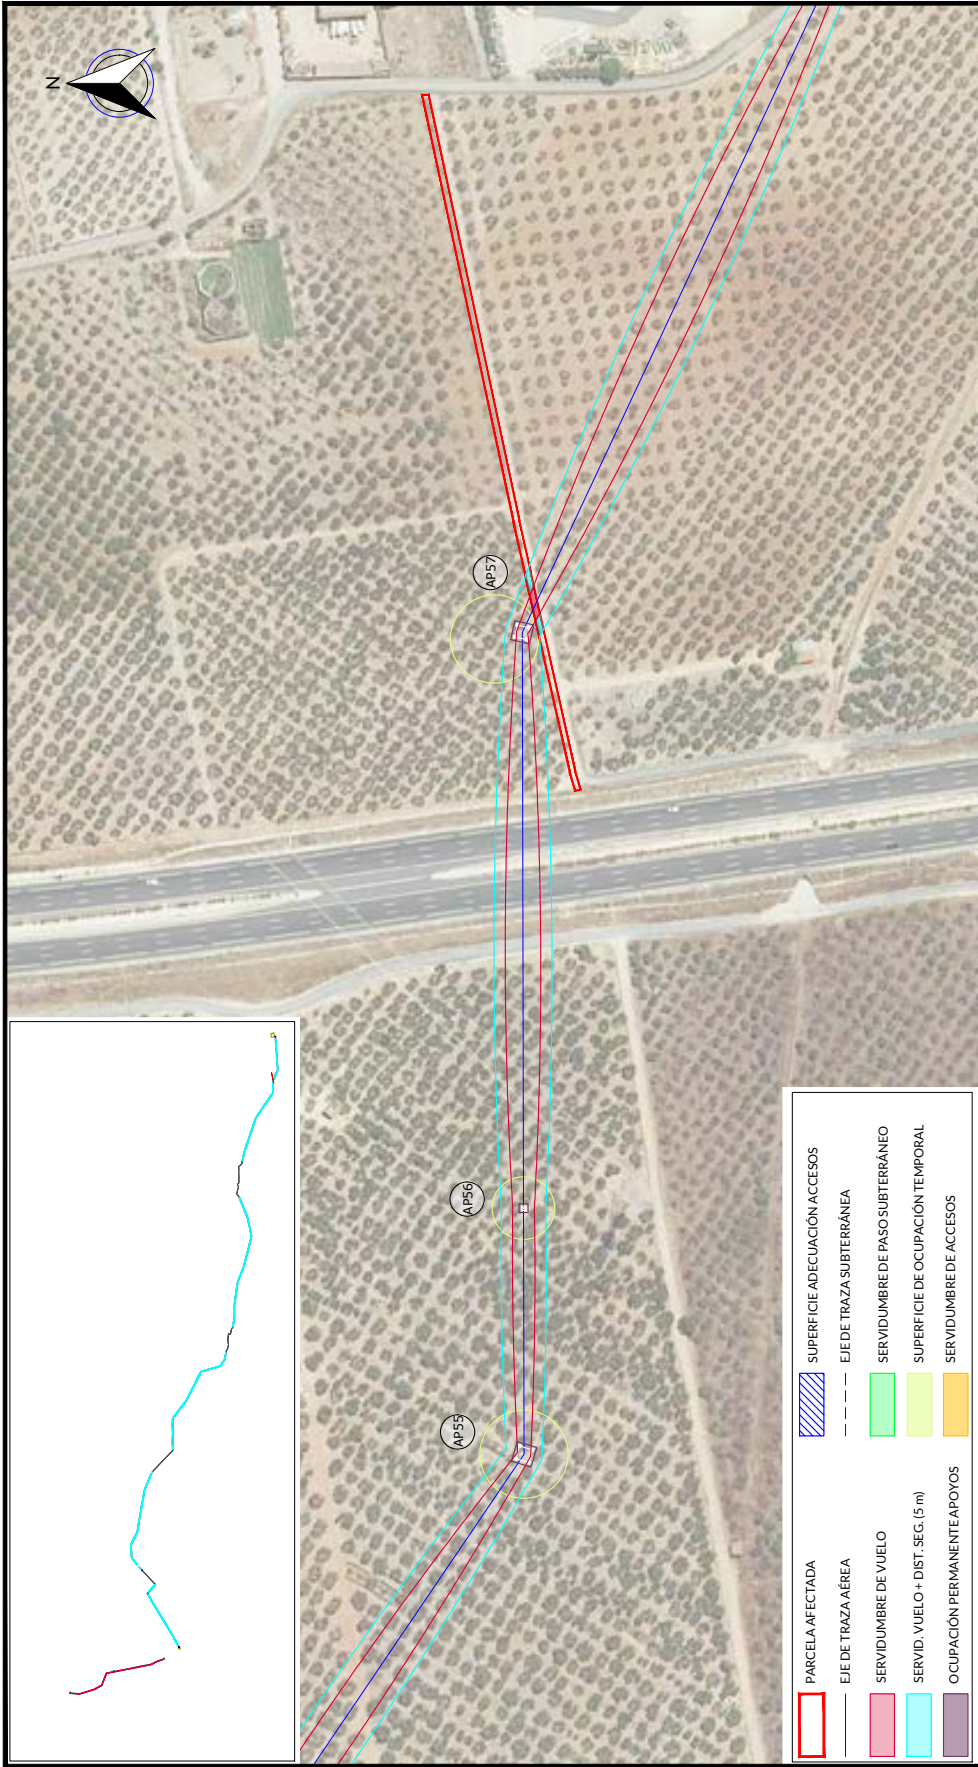 N
AP57
AP56
AP55
PARCELA AFECTADA
EJE DE TRAZA AÉREA
SERVIDUMBRE DE VUELO
SERVID. VUELO + DIST. SEG. (5 m)
OCUPACIÓN PERMANENTE APOYOS
SUPERFICIE ADECUACIÓN ACCESOS
EJE DE TRAZA SUBTERRÁNEA
SERVIDUMBRE DE PASO SUBTERRÁNEO
SUPERFICIE DE OCUPACIÓN TEMPORAL
SERVIDUMBRE DE ACCESOS